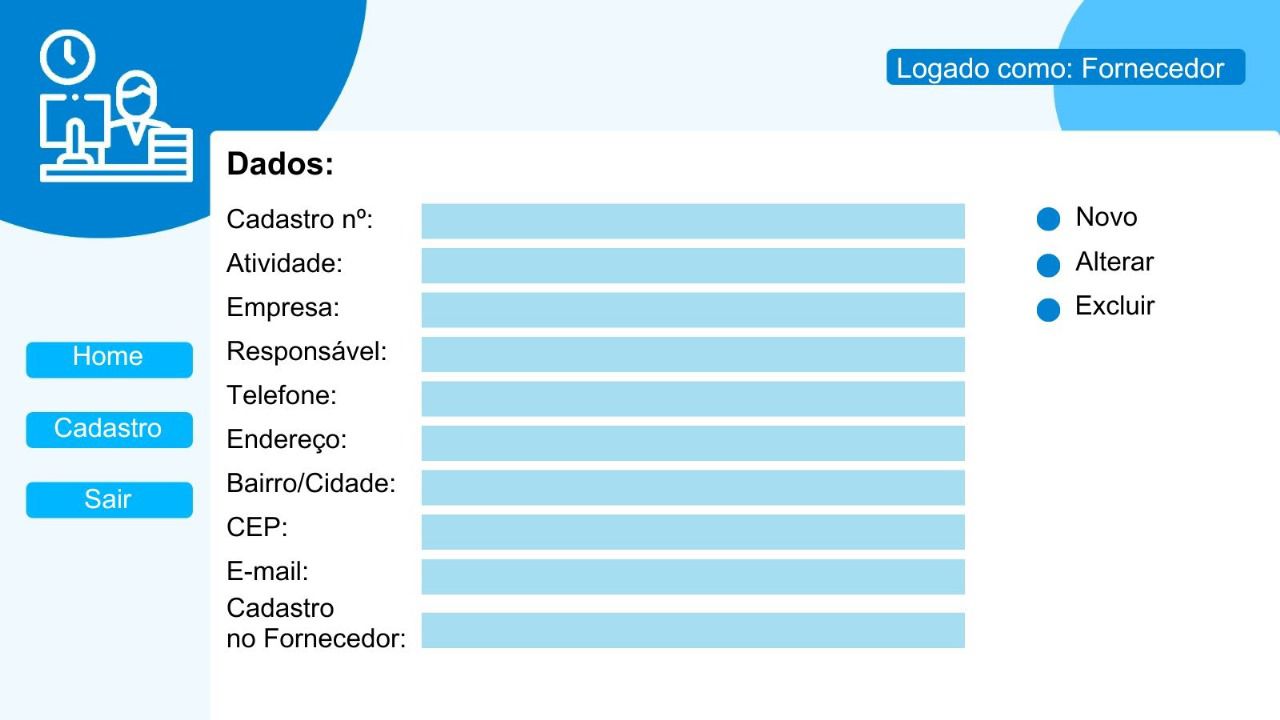 Logado como: Fornecedor
Dados:
Cadastro nº:
Atividade:
Empresa:
Responsável:
Telefone:
Endereço:
Bairro/Cidade:
CEP:
E-mail:
Cadastro
no Fornecedor:
Novo
Alterar
Excluir
Home
Cadastro
Sair